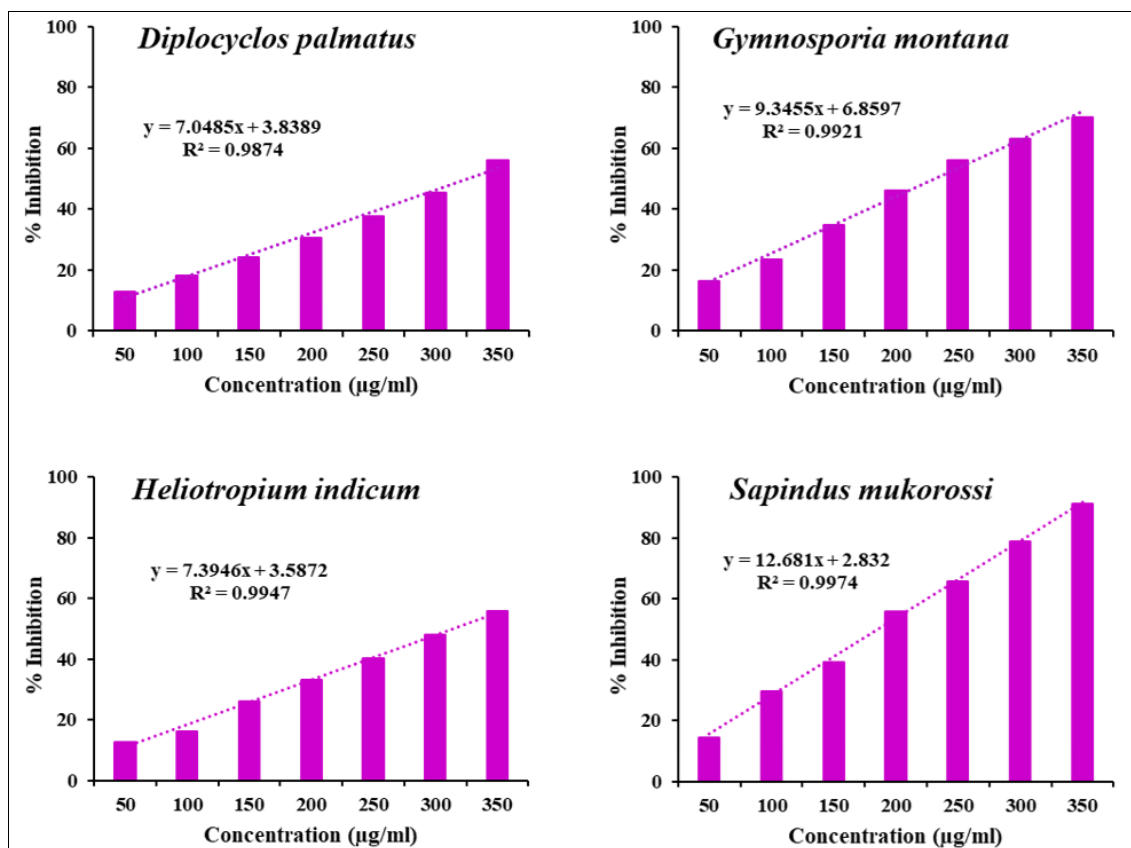 Diplocyclos palmatus
y = 7.0485x + 3.8389
R² = 0.9874
% Inhibition
100
80
60
40
20
0
50 100 150 200 250 300 350
Concentration (µg/ml)
Gymnosporia montana
y = 9.3455x + 6.8597
R² = 0.9921
% Inhibition
100
80
60
40
20
0
50 100 150 200 250 300 350
Concentration (µg/ml)
Heliotropium indicum
y = 7.3946x + 3.5872
R² = 0.9947
% Inhibition
100
80
60
40
20
0
50 100 150 200 250 300 350
Concentration (µg/ml)
Sapindus mukorossi
y = 12.681x + 2.832
R² = 0.9974
% Inhibition
100
80
60
40
20
0
50 100 150 200 250 300 350
Concentration (µg/ml)